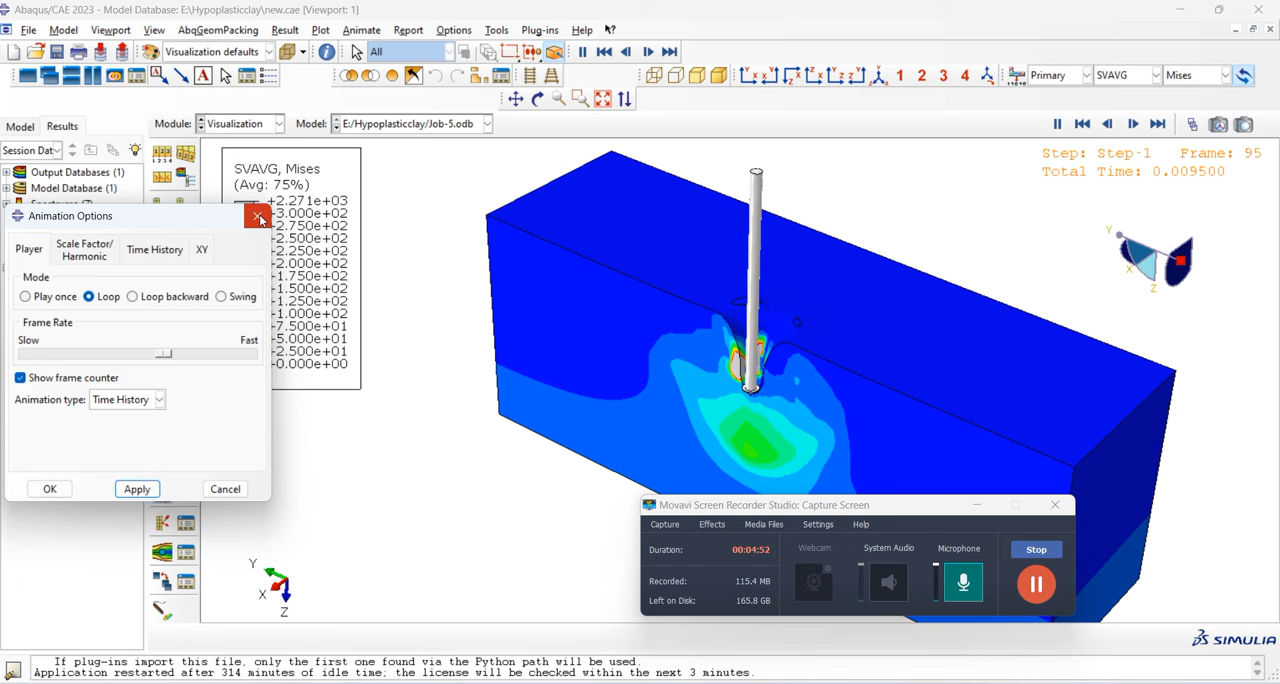 Abaqus/CAE 2023 - Model Database: E:\Hypoplasticclay\new.cae [Viewport: 1]
File Model Viewport View AbqGeomPacking Result Plot Animate Report Options Tools Plug-ins Help
Visualization defaults All
1 2 3 4 Primary SVAVG Mises
Model Results Module: Visualization Model: E:/Hypoplasticclay/Job-5.odb
Session Dat
Output Databases (1)
Model Database (1)
Step: Step-1 Frame: 95
Total Time: 0.009500
SVAVG, Mises
(Avg: 75%)
+2.271e+03
+3.000e+02
+2.750e+02
+2.500e+02
+2.250e+02
+2.000e+02
+1.750e+02
+1.500e+02
+1.250e+02
+1.000e+02
+7.500e+01
+5.000e+01
+2.500e+01
+0.000e+00
Animation Options
Player Scale Factor/ Harmonic Time History XY
Mode
Play once Loop Loop backward Swing
Frame Rate
Slow Fast
Show frame counter
Animation type: Time History
OK Apply Cancel
Y
X
Z
Y
X
Z
Movavi Screen Recorder Studio: Capture Screen
Capture Effects Media Files Settings Help
Duration: 00:04:52 Webcam System Audio Microphone Stop
Recorded: 115.4 MB
Left on Disk: 165.8 GB
SIMULIA
If plug-ins import this file, only the first one found via the Python path will be used.
Application restarted after 314 minutes of idle time; the license will be checked within the next 3 minutes.